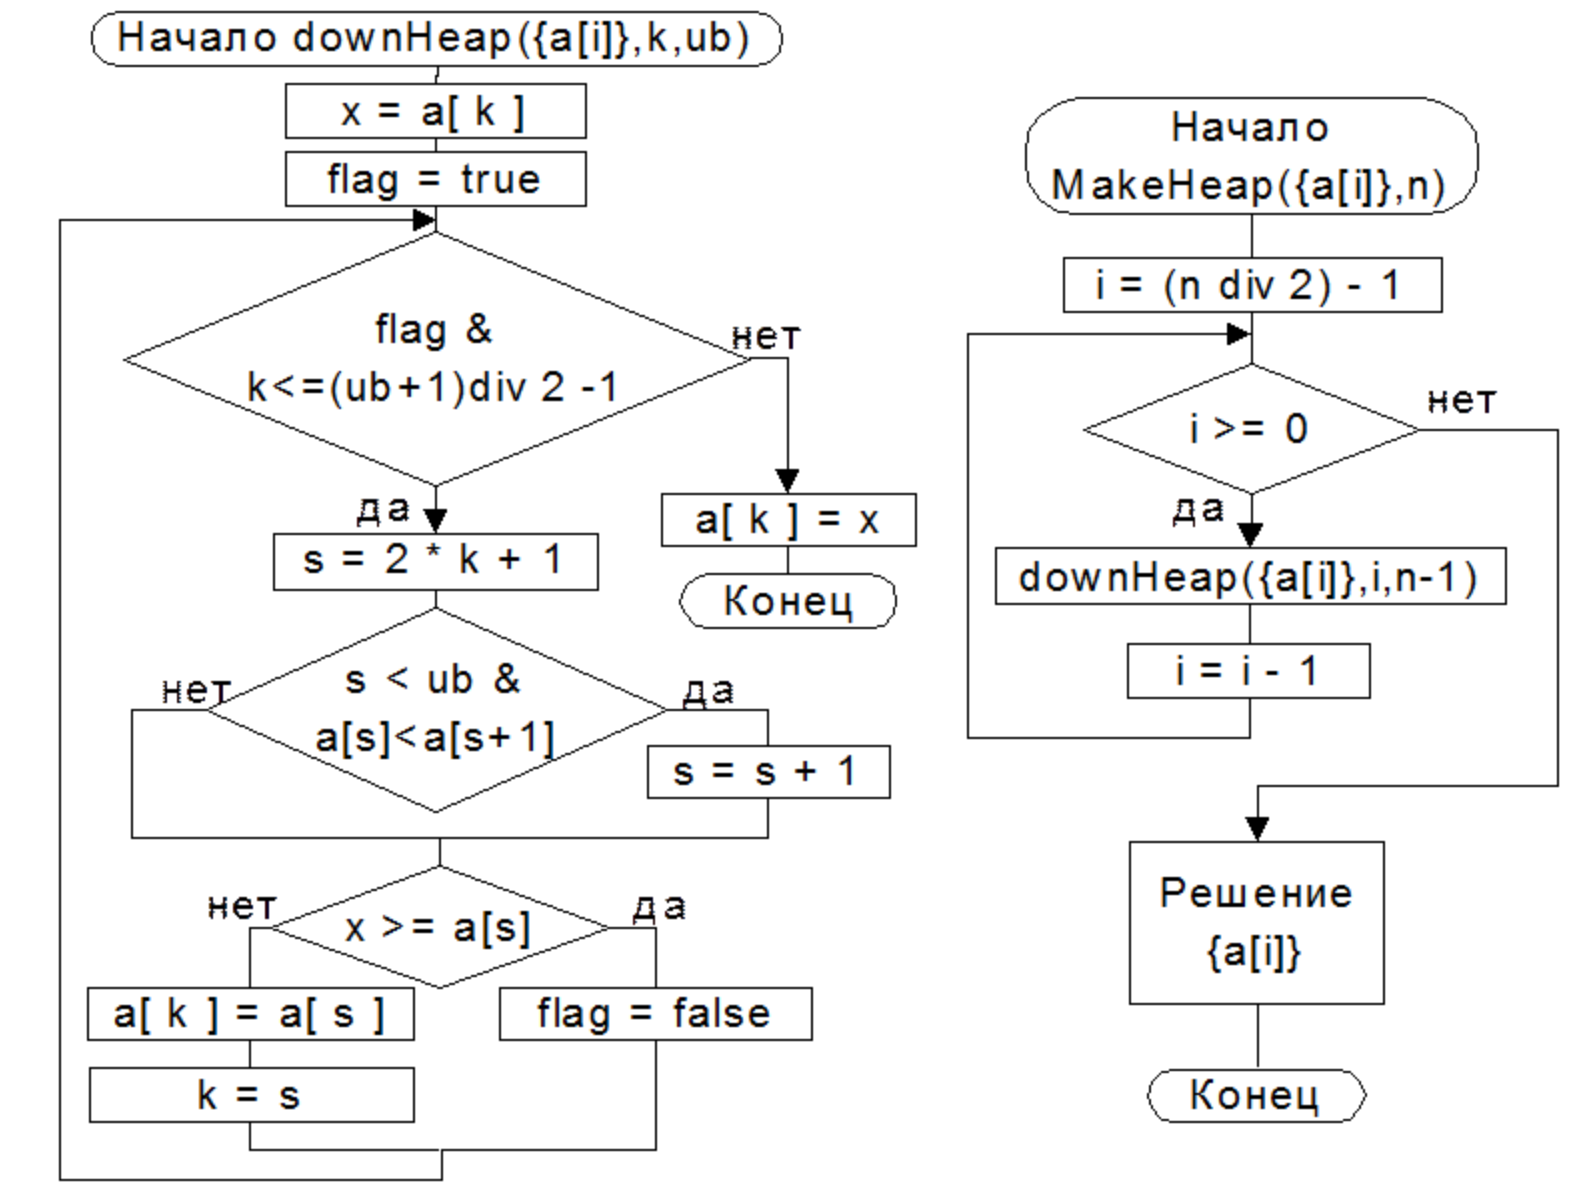 Начало downHeap({a[i]},k,ub)
x = a[ k ]
flag = true
flag &
k<=(ub+1)div 2 -1
нет
да
a[ k ] = x
Конец
s = 2 * k + 1
s < ub &
a[s]<a[s+1]
нет
да
s = s + 1
x >= a[s]
нет
да
a[ k ] = a[ s ]
flag = false
k = s
Начало
MakeHeap({a[i]},n)
i = (n div 2) - 1
i >= 0
нет
да
downHeap({a[i]},i,n-1)
i = i - 1
Решение
{a[i]}
Конец